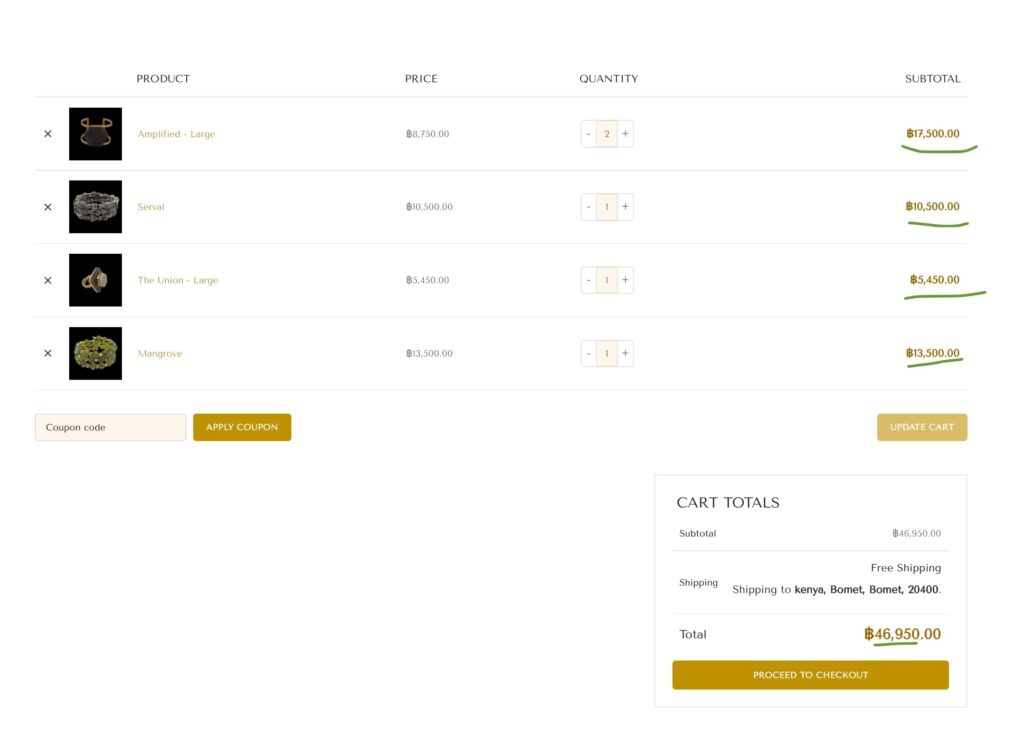 PRODUCT PRICE QUANTITY SUBTOTAL
× Amplified - Large ฿8,750.00 - 2 + ฿17,500.00
× Serval ฿10,500.00 - 1 + ฿10,500.00
× The Union - Large ฿5,450.00 - 1 + ฿5,450.00
× Mangrove ฿13,500.00 - 1 + ฿13,500.00
Coupon code APPLY COUPON UPDATE CART
CART TOTALS
Subtotal ฿46,950.00
Free Shipping
Shipping Shipping to kenya, Bomet, Bomet, 20400.
Total ฿46,950.00
PROCEED TO CHECKOUT